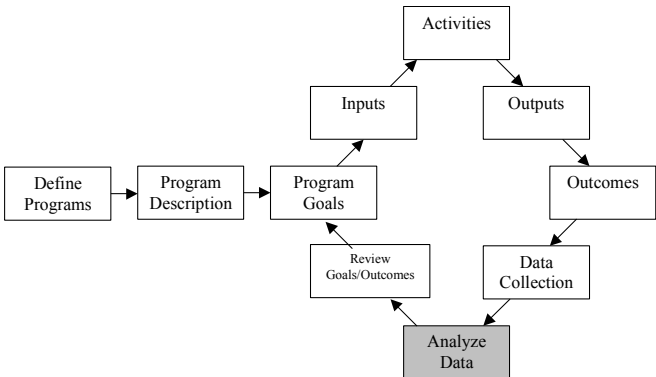 Activities
Inputs
Outputs
Define
Programs
Program
Description
Program
Goals
Outcomes
Review
Goals/Outcomes
Data
Collection
Analyze
Data